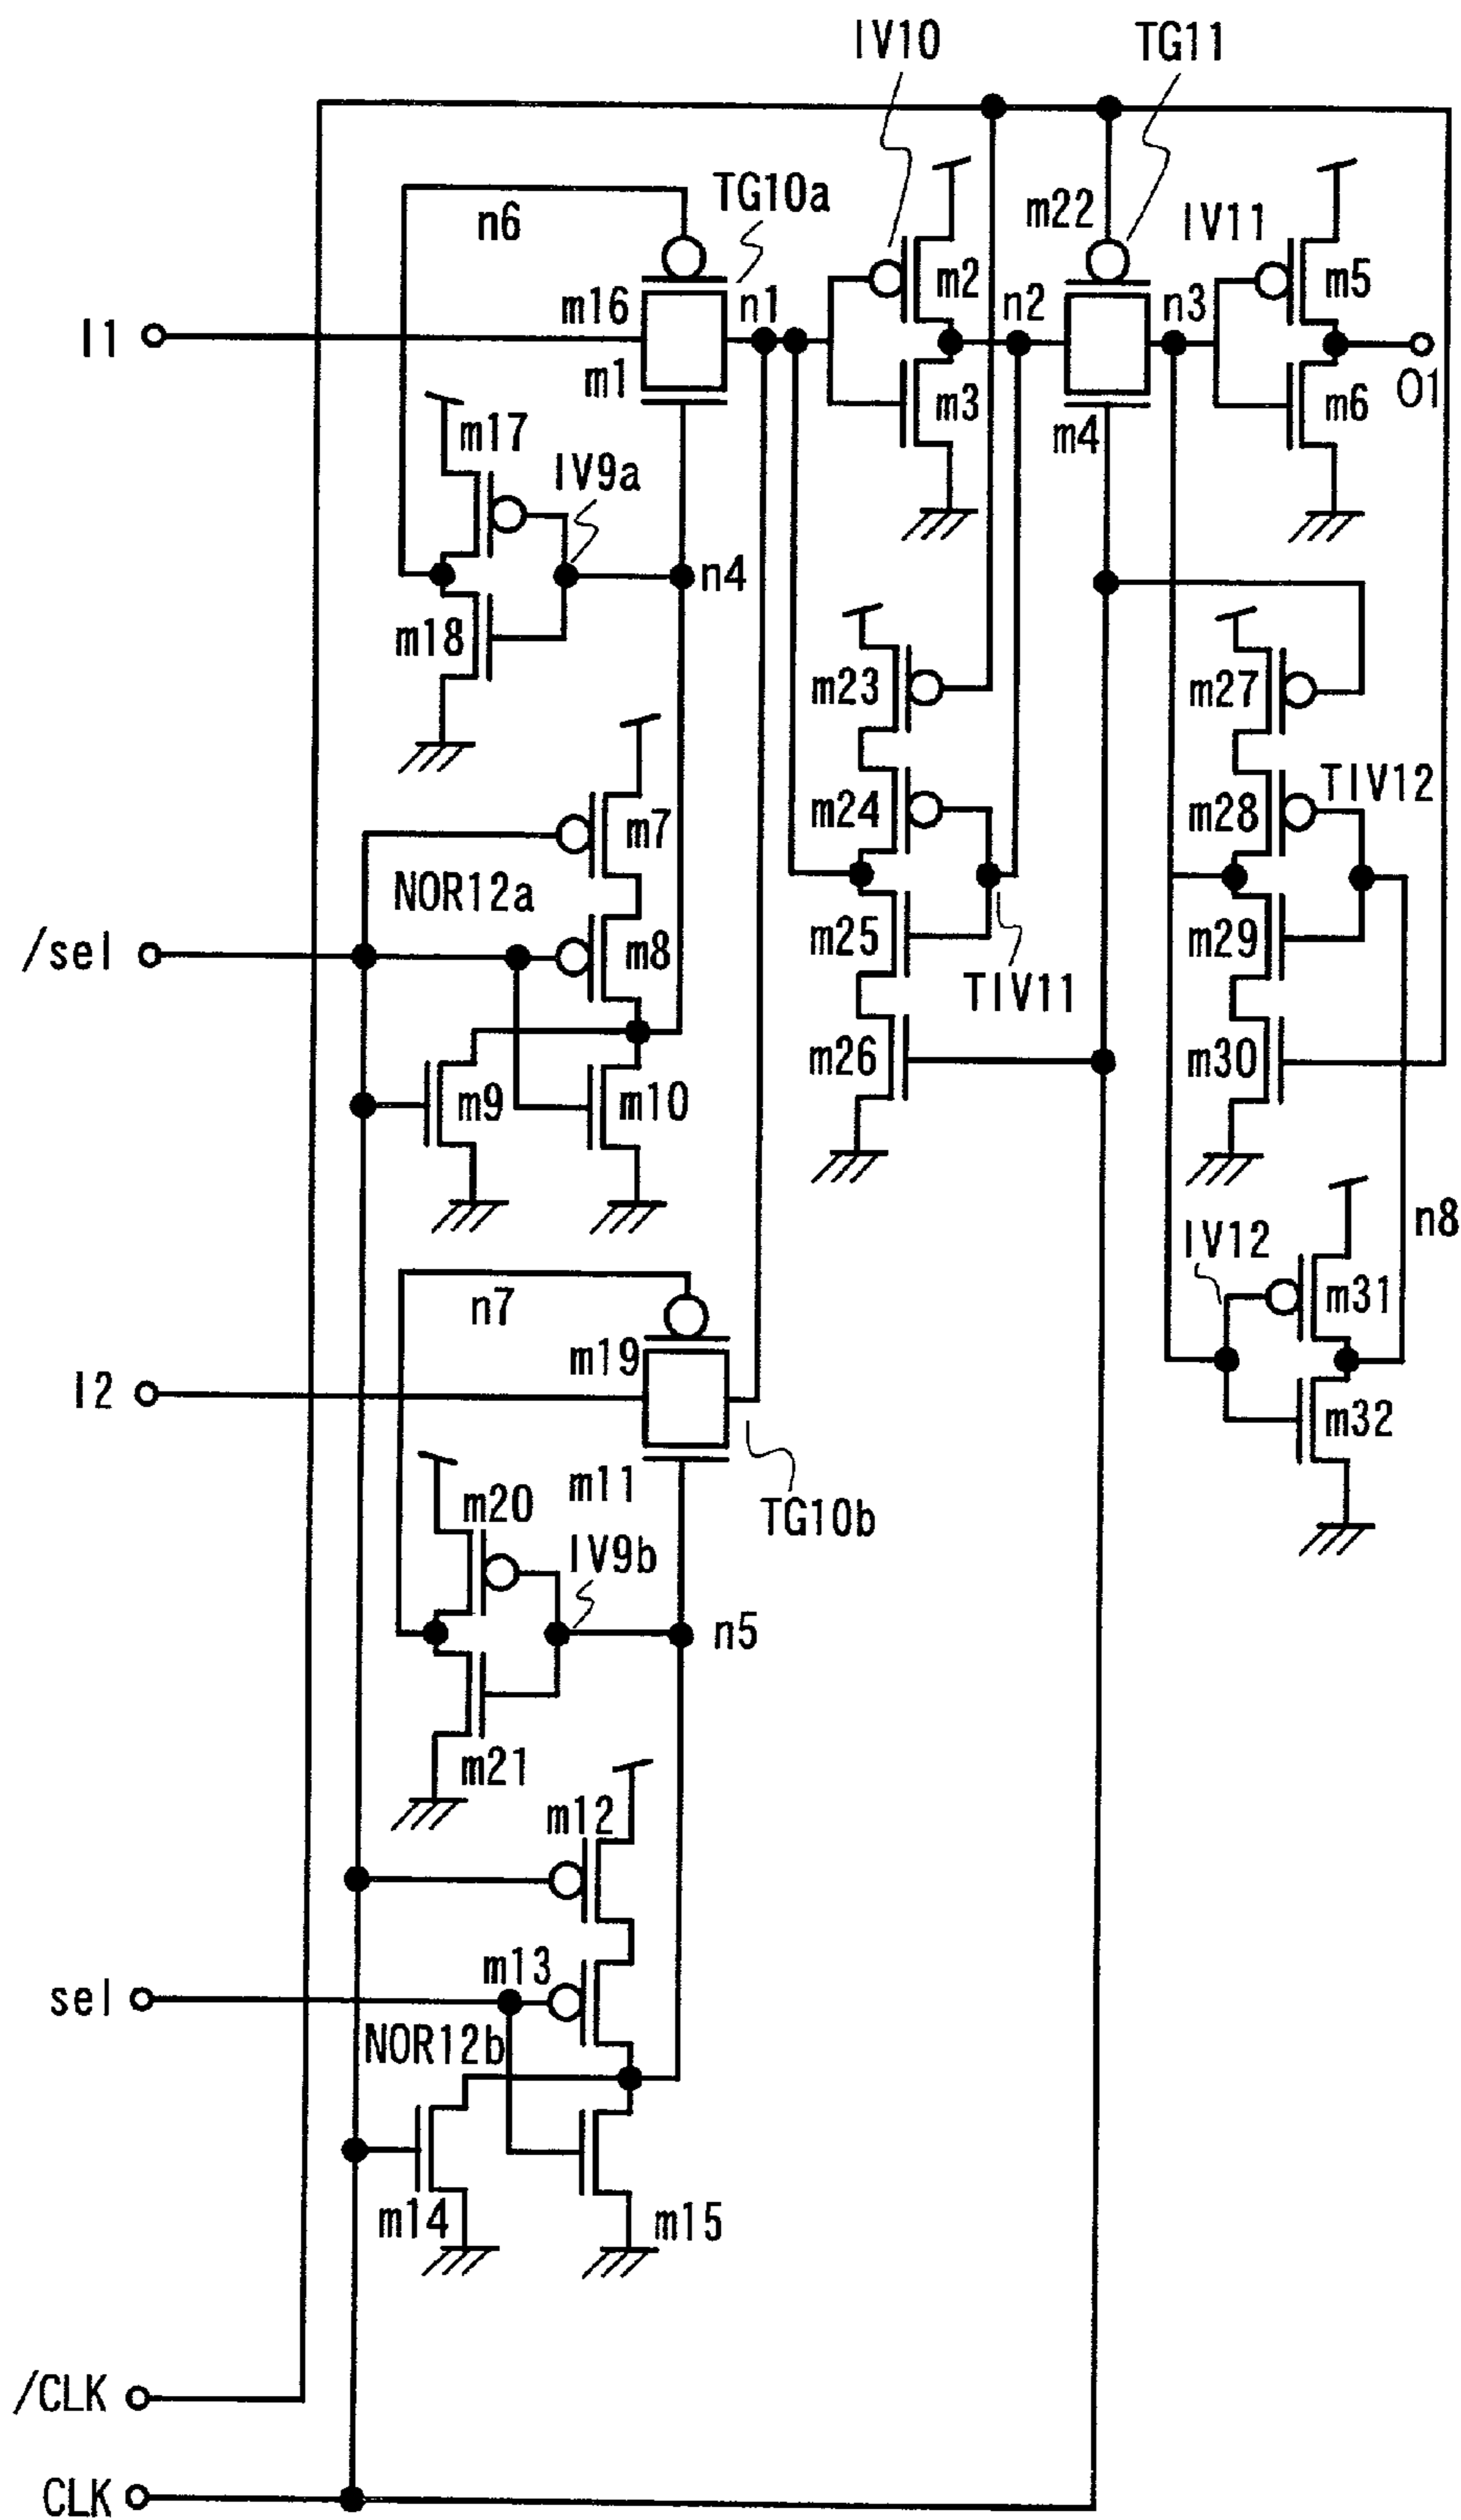 IV10
TG11
TG10a
n6
m22
IV11
m16
n1
m2
n2
n3
m5
I1
m1
m3
m4
m6
O1
m17
IV9a
n4
m18
m23
m27
m7
m24
m28
TIV12
NOR12a
/sel
m8
m25
m29
TIV11
m26
m30
m9
m10
n8
IV12
n7
m31
m19
I2
m32
m11
m20
TG10b
IV9b
n5
m21
m12
m13
sel
NOR12b
m14
m15
/CLK
CLK